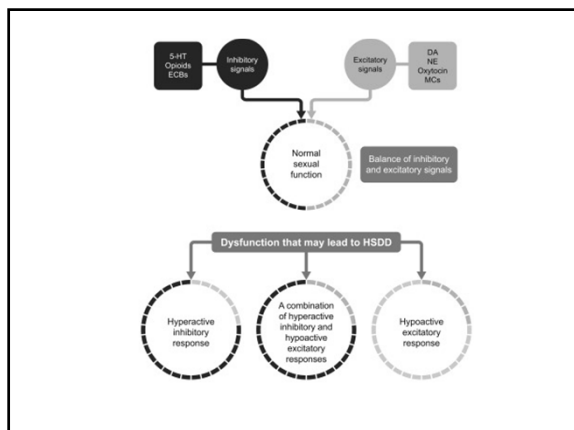 5-HT
Opioids
ECBs
Inhibitory
signals
Excitatory
signals
DA
NE
Oxytocin
MCs
Normal
sexual
function
Balance of inhibitory
and excitatory signals
Dysfunction that may lead to HSDD
Hyperactive
inhibitory
response
A combination
of hyperactive
inhibitory and
hypoactive
excitatory
responses
Hypoactive
excitatory
response